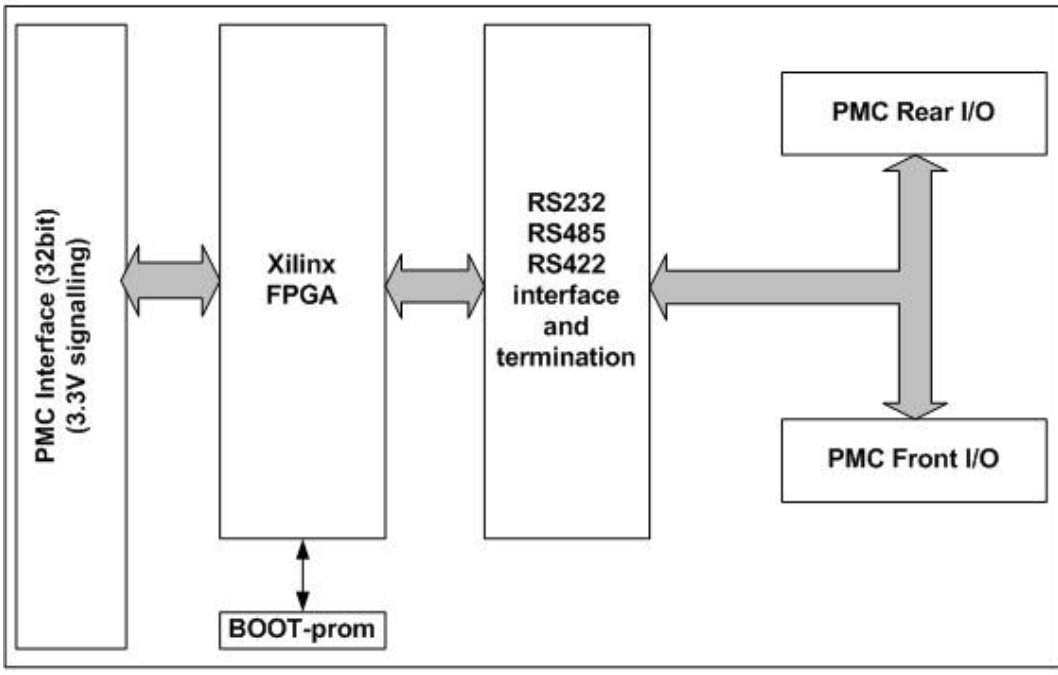 PMC Interface (32bit)
(3.3V signalling)
Xilinx
FPGA
BOOT-prom
RS232
RS485
RS422
interface
and
termination
PMC Rear I/O
PMC Front I/O